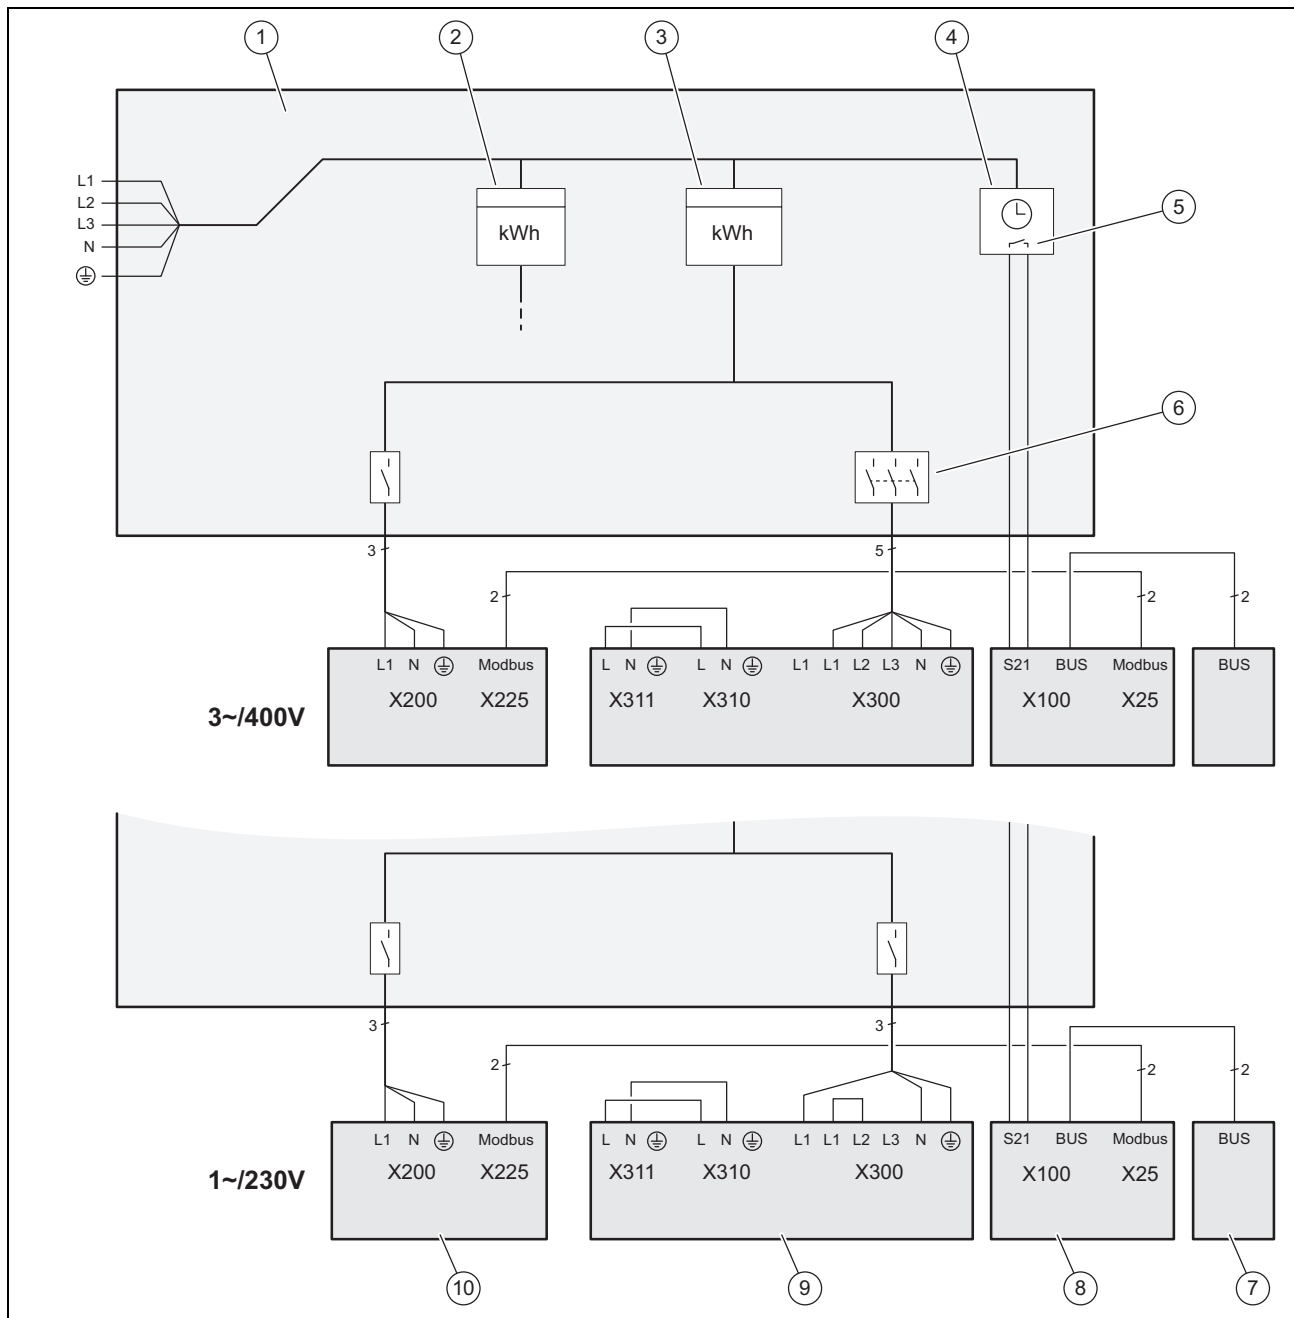 1 2 3 4
L1
L2
L3
N
kWh kWh
5
6
3 5
2 2 2
L1 N Modbus L N L N L1 L1 L2 L3 N S21 BUS Modbus BUS
X200 X225 X311 X310 X300 X100 X25
3~/400V
3 3
2 2 2
L1 N Modbus L N L N L1 L1 L2 L3 N S21 BUS Modbus BUS
X200 X225 X311 X310 X300 X100 X25
1~/230V
10 9 8 7